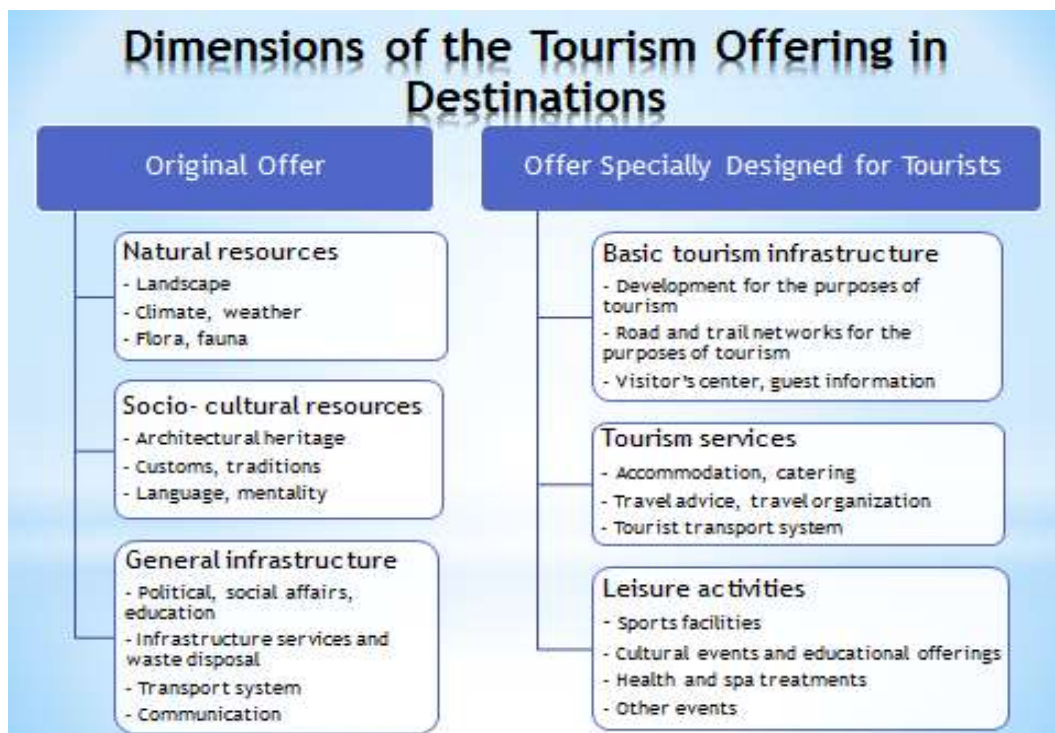 Dimensions of the Tourism Offering in
Destinations
Original Offer
Natural resources
- Landscape
- Climate, weather
- Flora, fauna
Socio- cultural resources
- Architectural heritage
- Customs, traditions
- Language, mentality
General infrastructure
- Political, social affairs,
education
- Infrastructure services and
waste disposal
- Transport system
- Communication
Offer Specially Designed for Tourists
Basic tourism infrastructure
- Development for the purposes of
tourism
- Road and trail networks for the
purposes of tourism
- Visitor's center, guest information
Tourism services
- Accommodation, catering
- Travel advice, travel organization
- Tourist transport system
Leisure activities
- Sports facilities
- Cultural events and educational offerings
- Health and spa treatments
- Other events